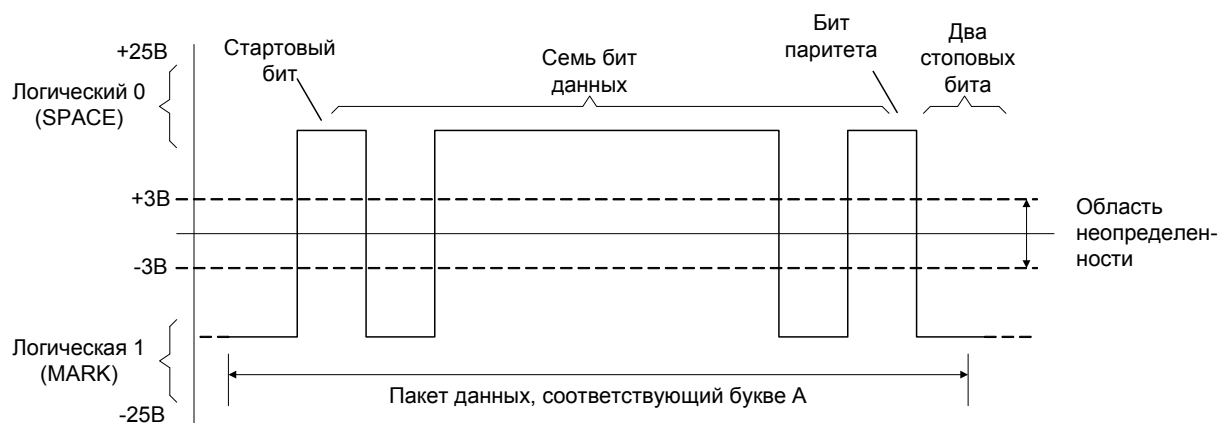 +25В
Логический 0
(SPACE)
Стартовый
бит
Семь бит
данных
Бит
паритета
Два
стоповых
бита
+3В
-3В
Область
неопределен-
ности
Логическая 1
(MARK)
-25В
Пакет данных, соответствующий букве А